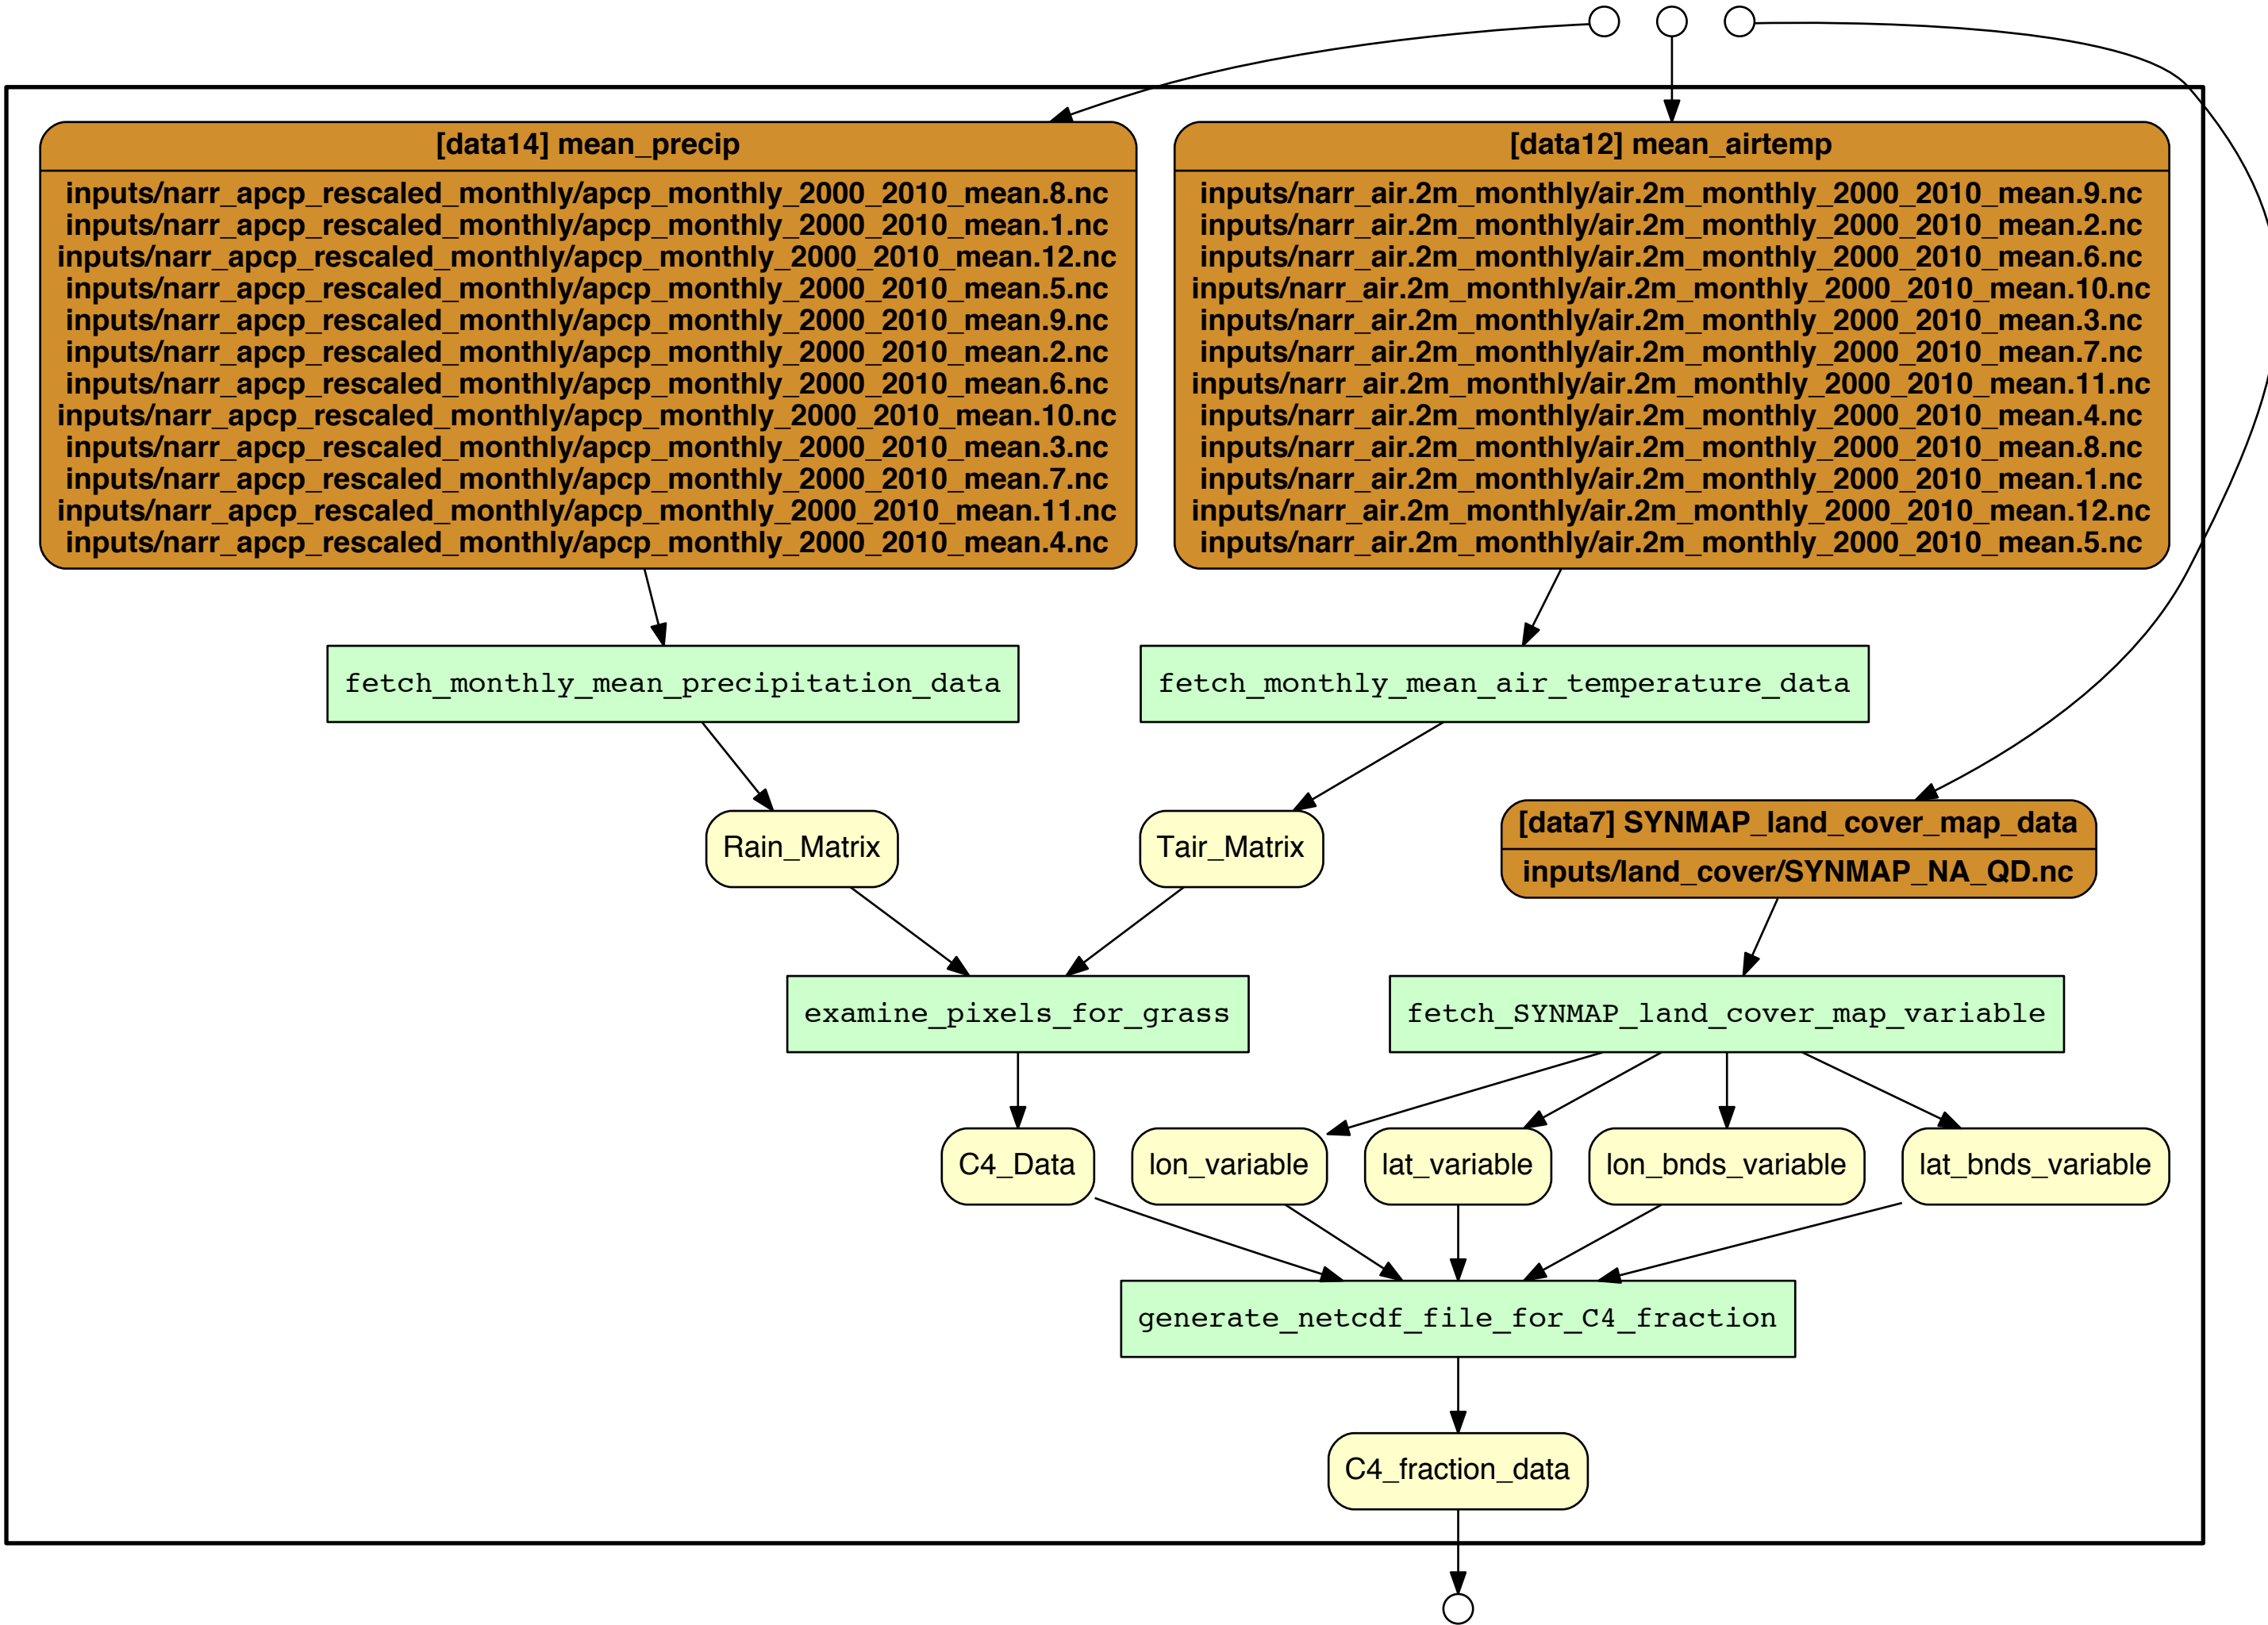 [data14] mean_precip
inputs/narr_apcp_rescaled_monthly/apcp_monthly_2000_2010_mean.8.nc
inputs/narr_apcp_rescaled_monthly/apcp_monthly_2000_2010_mean.1.nc
inputs/narr_apcp_rescaled_monthly/apcp_monthly_2000_2010_mean.12.nc
inputs/narr_apcp_rescaled_monthly/apcp_monthly_2000_2010_mean.5.nc
inputs/narr_apcp_rescaled_monthly/apcp_monthly_2000_2010_mean.9.nc
inputs/narr_apcp_rescaled_monthly/apcp_monthly_2000_2010_mean.2.nc
inputs/narr_apcp_rescaled_monthly/apcp_monthly_2000_2010_mean.6.nc
inputs/narr_apcp_rescaled_monthly/apcp_monthly_2000_2010_mean.10.nc
inputs/narr_apcp_rescaled_monthly/apcp_monthly_2000_2010_mean.3.nc
inputs/narr_apcp_rescaled_monthly/apcp_monthly_2000_2010_mean.7.nc
inputs/narr_apcp_rescaled_monthly/apcp_monthly_2000_2010_mean.11.nc
inputs/narr_apcp_rescaled_monthly/apcp_monthly_2000_2010_mean.4.nc
[data12] mean_airtemp
inputs/narr_air.2m_monthly/air.2m_monthly_2000_2010_mean.9.nc
inputs/narr_air.2m_monthly/air.2m_monthly_2000_2010_mean.2.nc
inputs/narr_air.2m_monthly/air.2m_monthly_2000_2010_mean.6.nc
inputs/narr_air.2m_monthly/air.2m_monthly_2000_2010_mean.10.nc
inputs/narr_air.2m_monthly/air.2m_monthly_2000_2010_mean.3.nc
inputs/narr_air.2m_monthly/air.2m_monthly_2000_2010_mean.7.nc
inputs/narr_air.2m_monthly/air.2m_monthly_2000_2010_mean.11.nc
inputs/narr_air.2m_monthly/air.2m_monthly_2000_2010_mean.4.nc
inputs/narr_air.2m_monthly/air.2m_monthly_2000_2010_mean.8.nc
inputs/narr_air.2m_monthly/air.2m_monthly_2000_2010_mean.1.nc
inputs/narr_air.2m_monthly/air.2m_monthly_2000_2010_mean.12.nc
inputs/narr_air.2m_monthly/air.2m_monthly_2000_2010_mean.5.nc
fetch_monthly_mean_precipitation_data
fetch_monthly_mean_air_temperature_data
Rain_Matrix
Tair_Matrix
[data7] SYNMAP_land_cover_map_data
inputs/land_cover/SYNMAP_NA_QD.nc
examine_pixels_for_grass
fetch_SYNMAP_land_cover_map_variable
C4_Data
lon_variable
lat_variable
lon_bnds_variable
lat_bnds_variable
generate_netcdf_file_for_C4_fraction
C4_fraction_data